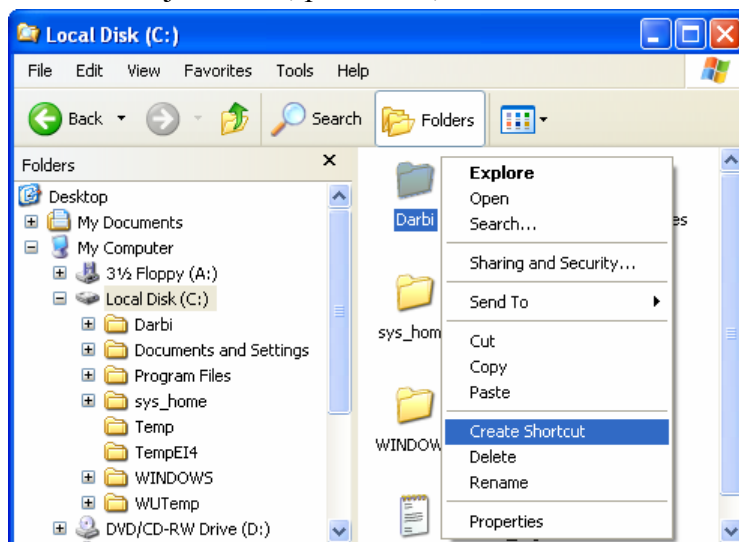 Local Disk (C:)
File Edit View Favorites Tools Help
Back Search Folders
Folders
Desktop
My Documents
My Computer
3½ Floppy (A:)
Local Disk (C:)
Darbi
Documents and Settings
Program Files
sys_home
Temp
TempEI4
WINDOWS
WUTemp
DVD/CD-RW Drive (D:)
Darbi
sys_hom
WINDOW
Explore
Open
Search...
Sharing and Security...
Send To
Cut
Copy
Paste
Create Shortcut
Delete
Rename
Properties
es